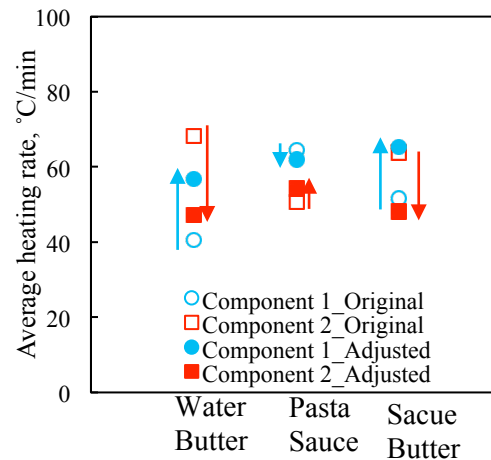 Average heating rate, ˚C/min
100
80
60
40
20
0
Component 1_Original
Component 2_Original
Component 1_Adjusted
Component 2_Adjusted
Water
Butter
Pasta
Sauce
Sacue
Butter